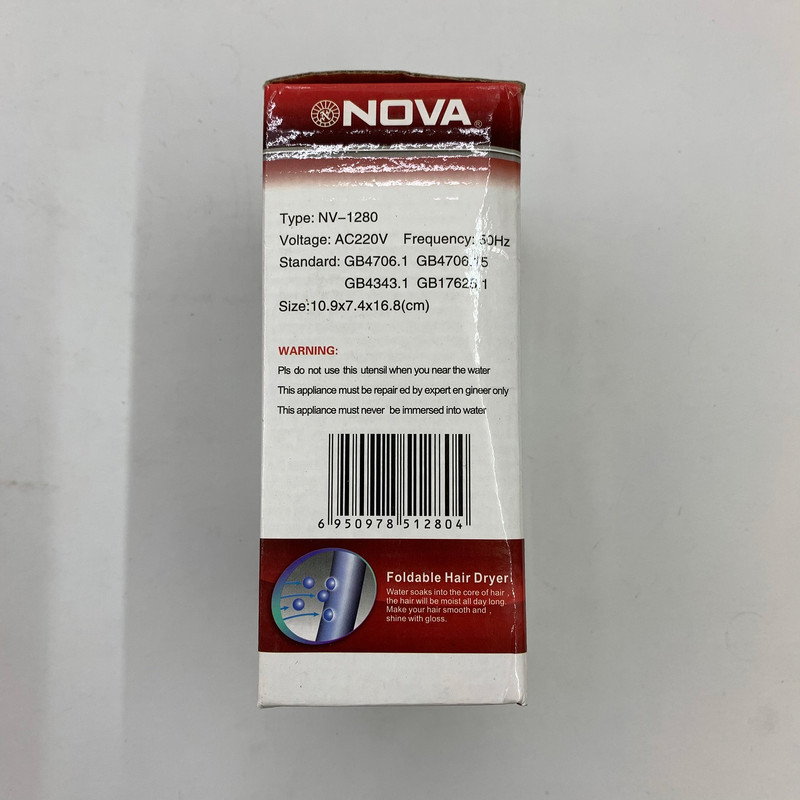 NOVA®
Type: NV-1280
Voltage: AC220V Frequency: 50Hz
Standard: GB4706.1 GB4706.15
GB4343.1 GB17625.1
Size:10.9x7.4x16.8(cm)
WARNING:
Pls do not use this utensil when you near the water
This appliance must be repair ed by expert en gineer only
This appliance must never be immersed into water
6 950978 512804
Foldable Hair Dryer
Water soaks into the core of hair ,
the hair will be moist all day long.
Make your hair smooth and ,
shine with gloss.